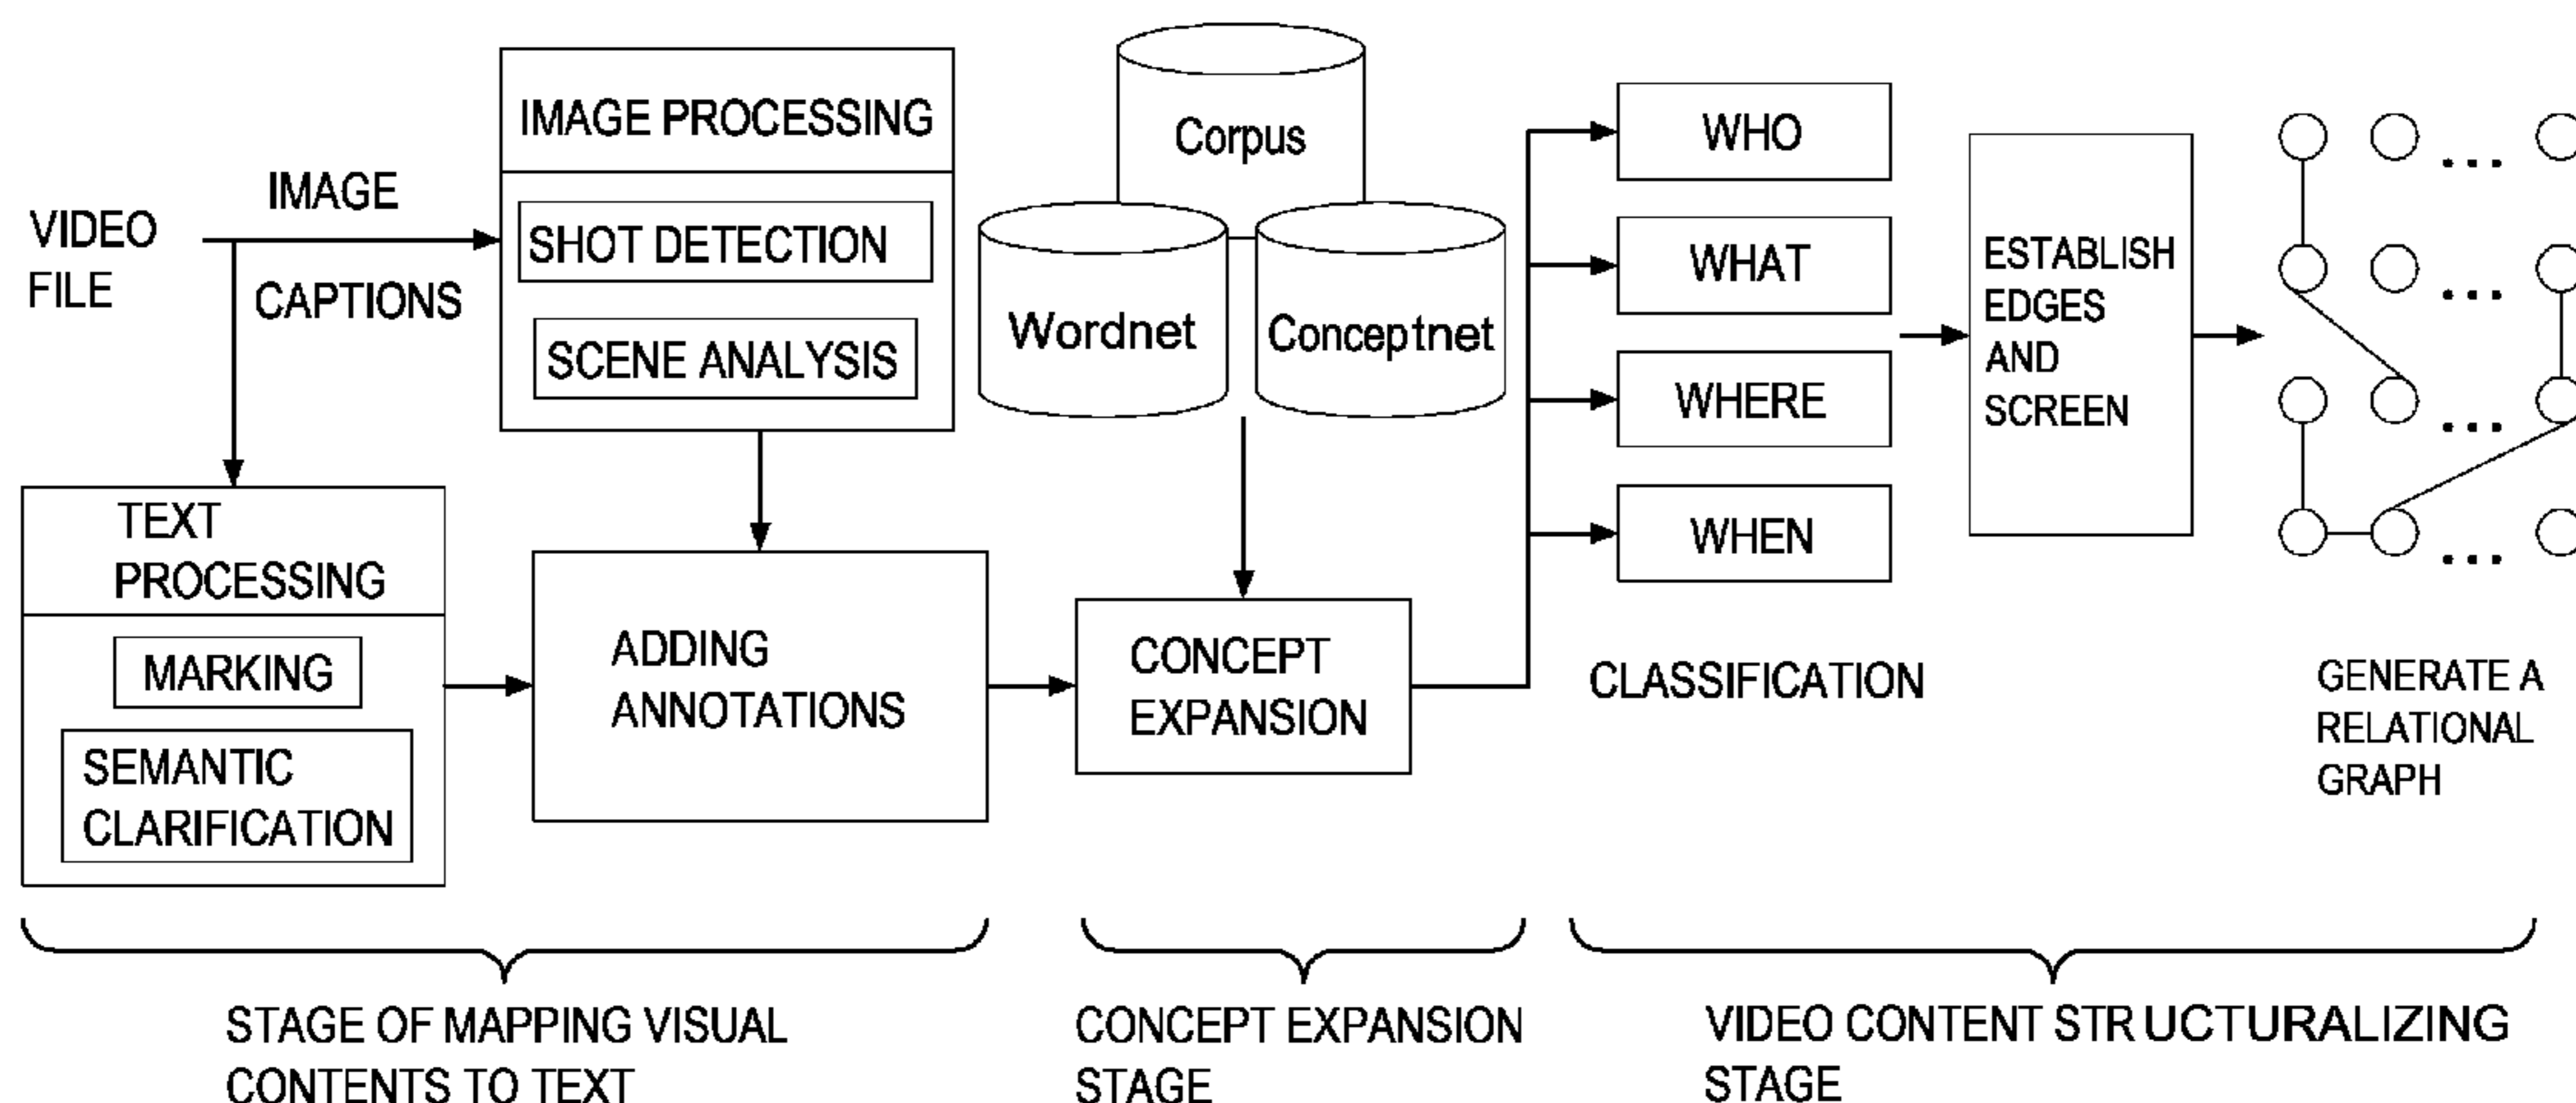 VIDEO
FILE
IMAGE
CAPTIONS
IMAGE PROCESSING
SHOT DETECTION
SCENE ANALYSIS
TEXT
PROCESSING
MARKING
SEMANTIC
CLARIFICATION
ADDING
ANNOTATIONS
Corpus
Wordnet
Conceptnet
CONCEPT
EXPANSION
WHO
WHAT
WHERE
WHEN
CLASSIFICATION
ESTABLISH
EDGES
AND
SCREEN
...
...
...
...
GENERATE A
RELATIONAL
GRAPH
STAGE OF MAPPING VISUAL
CONTENTS TO TEXT
CONCEPT EXPANSION
STAGE
VIDEO CONTENT STRUCTURALIZING
STAGE